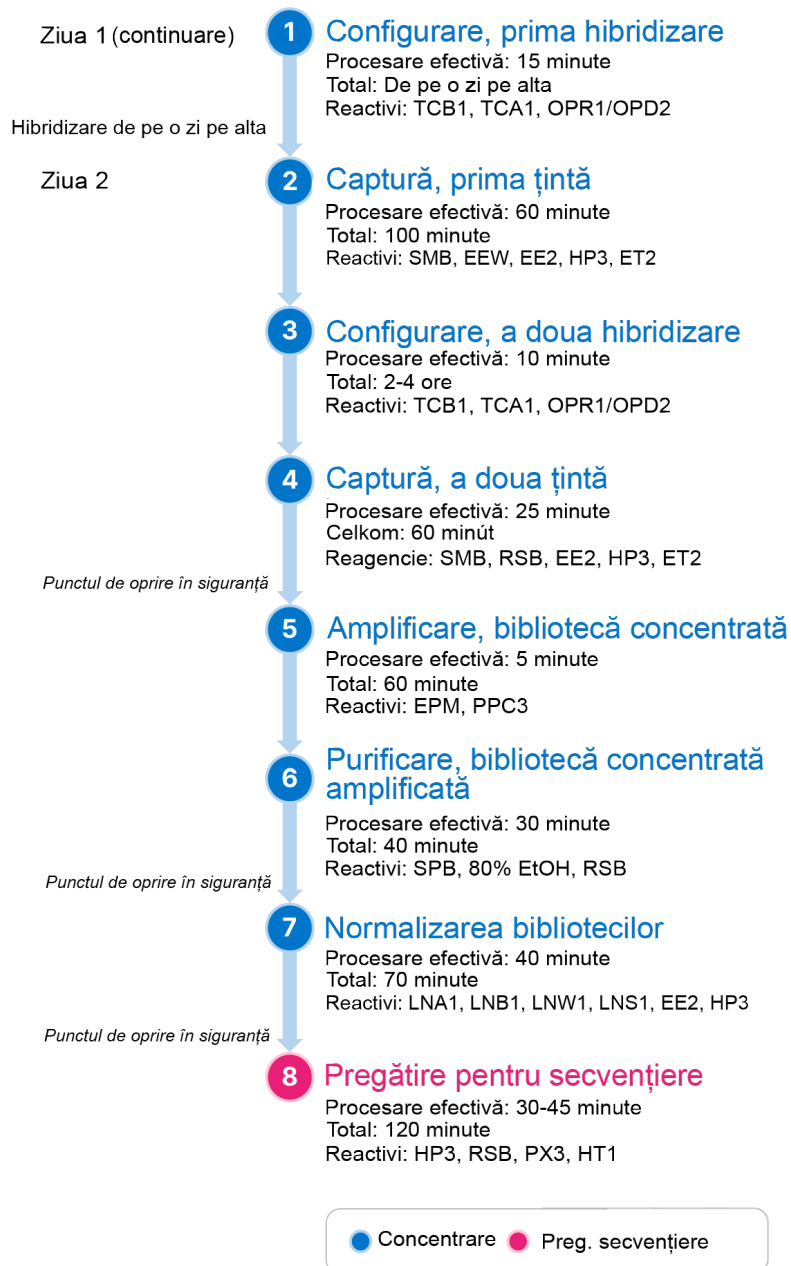 Ziua 1 (continuare)
1
Configurare, prima hibridizare
Procesare efectivă: 15 minute
Total: De pe o zi pe alta
Reactivi: TCB1, TCA1, OPR1/OPD2
Hibridizare de pe o zi pe alta
Ziua 2
2
Captură, prima țintă
Procesare efectivă: 60 minute
Total: 100 minute
Reactivi: SMB, EEW, EE2, HP3, ET2
3
Configurare, a doua hibridizare
Procesare efectivă: 10 minute
Total: 2-4 ore
Reactivi: TCB1, TCA1, OPR1/OPD2
4
Captură, a doua țintă
Procesare efectivă: 25 minute
Celkom: 60 minút
Reagencie: SMB, RSB, EE2, HP3, ET2
Punctul de oprire în siguranță
5
Amplificare, bibliotecă concentrată
Procesare efectivă: 5 minute
Total: 60 minute
Reactivi: EPM, PPC3
6
Purificare, bibliotecă concentrată
amplificată
Procesare efectivă: 30 minute
Total: 40 minute
Reactivi: SPB, 80% EtOH, RSB
Punctul de oprire în siguranță
7
Normalizarea bibliotecilor
Procesare efectivă: 40 minute
Total: 70 minute
Reactivi: LNA1, LNB1, LNW1, LNS1, EE2, HP3
Punctul de oprire în siguranță
8
Pregătire pentru secvențiere
Procesare efectivă: 30-45 minute
Total: 120 minute
Reactivi: HP3, RSB, PX3, HT1
Concentrare
Preg. secvențiere